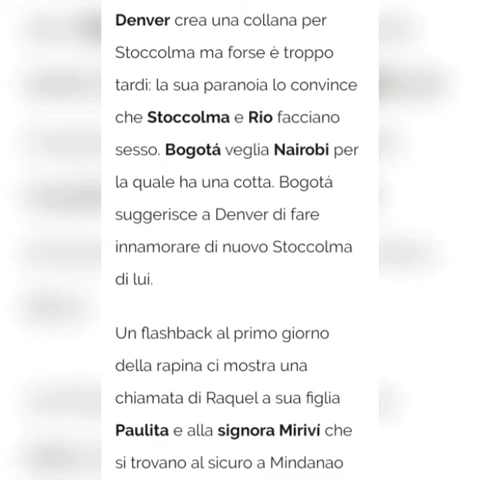 Denver crea una collana per
Stoccolma ma forse è troppo
tardi: la sua paranoia lo convince
che Stoccolma e Rio facciano
sesso. Bogotá veglia Nairobi per
la quale ha una cotta. Bogotá
suggerisce a Denver di fare
innamorare di nuovo Stoccolma
di lui.
Un flashback al primo giorno
della rapina ci mostra una
chiamata di Raquel a sua figlia
Paulita e alla signora Miriví che
si trovano al sicuro a Mindanao